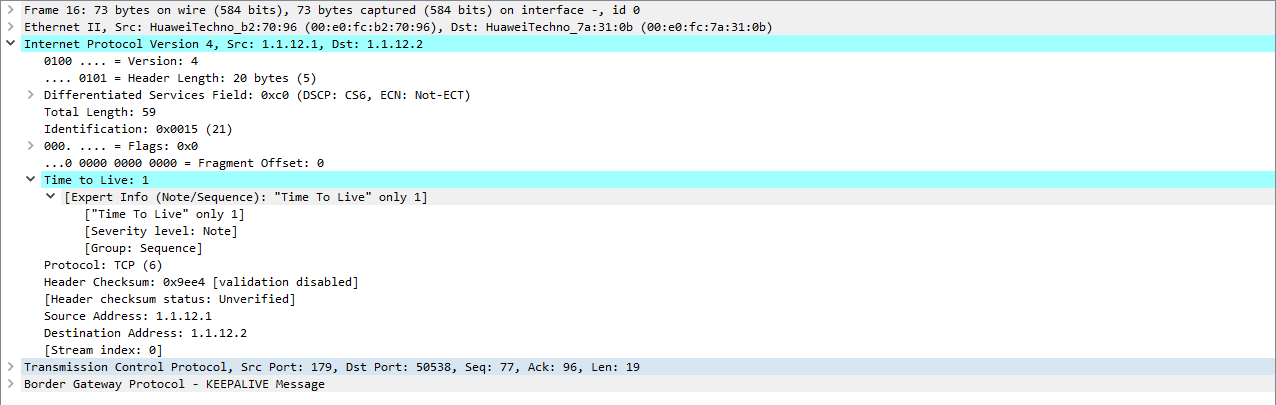 Frame 16: 73 bytes on wire (584 bits), 73 bytes captured (584 bits) on interface -, id 0
Ethernet II, Src: HuaweiTechno_b2:70:96 (00:e0:fc:b2:70:96), Dst: HuaweiTechno_7a:31:0b (00:e0:fc:7a:31:0b)
Internet Protocol Version 4, Src: 1.1.12.1, Dst: 1.1.12.2
0100 .... = Version: 4
.... 0101 = Header Length: 20 bytes (5)
Differentiated Services Field: 0xc0 (DSCP: CS6, ECN: Not-ECT)
Total Length: 59
Identification: 0x0015 (21)
000. .... = Flags: 0x0
...0 0000 0000 0000 = Fragment Offset: 0
Time to Live: 1
[Expert Info (Note/Sequence): "Time To Live" only 1]
["Time To Live" only 1]
[Severity level: Note]
[Group: Sequence]
Protocol: TCP (6)
Header Checksum: 0x9ee4 [validation disabled]
[Header checksum status: Unverified]
Source Address: 1.1.12.1
Destination Address: 1.1.12.2
[Stream index: 0]
Transmission Control Protocol, Src Port: 179, Dst Port: 50538, Seq: 77, Ack: 96, Len: 19
Border Gateway Protocol - KEEPALIVE Message